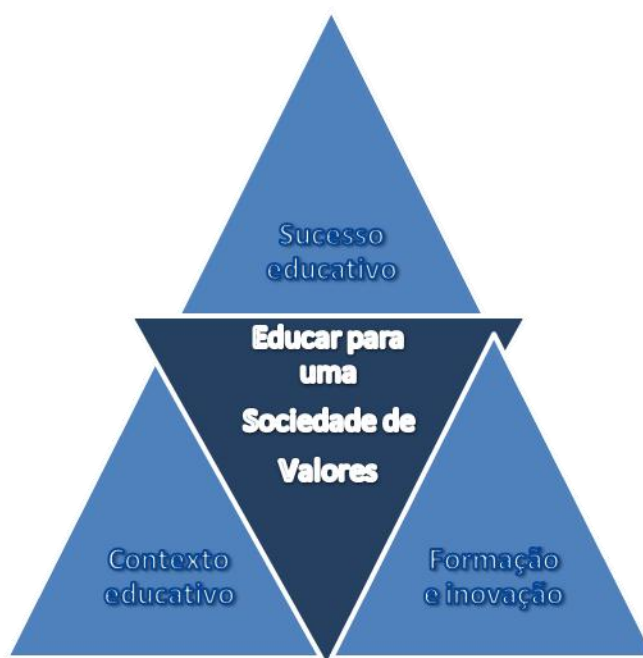 Sucesso
educativo
Educar para
uma
Sociedade de
Valores
Contexto
educativo
Formação
e inovação